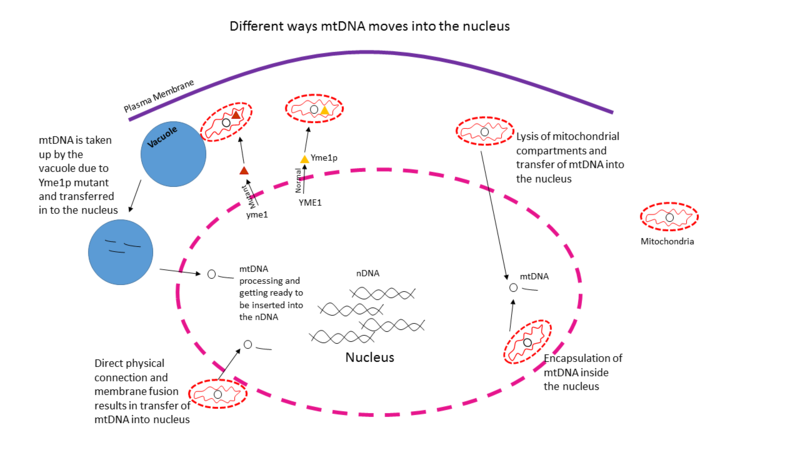 Different ways mtDNA moves into the nucleus
Plasma Membrane
Vacuole
mtDNA is taken
up by the
vacuole due to
Yme1p mutant
and transferred
in to the nucleus
Mutant
yme1
Normal
Yme1p
YME1
Lysis of mitochondrial
compartments and
transfer of mtDNA into
the nucleus
Mitochondria
mtDNA
processing and
getting ready to
be inserted into
the nDNA
nDNA
mtDNA
Nucleus
Direct physical
connection and
membrane fusion
results in transfer of
mtDNA into nucleus
Encapsulation of
mtDNA inside
the nucleus